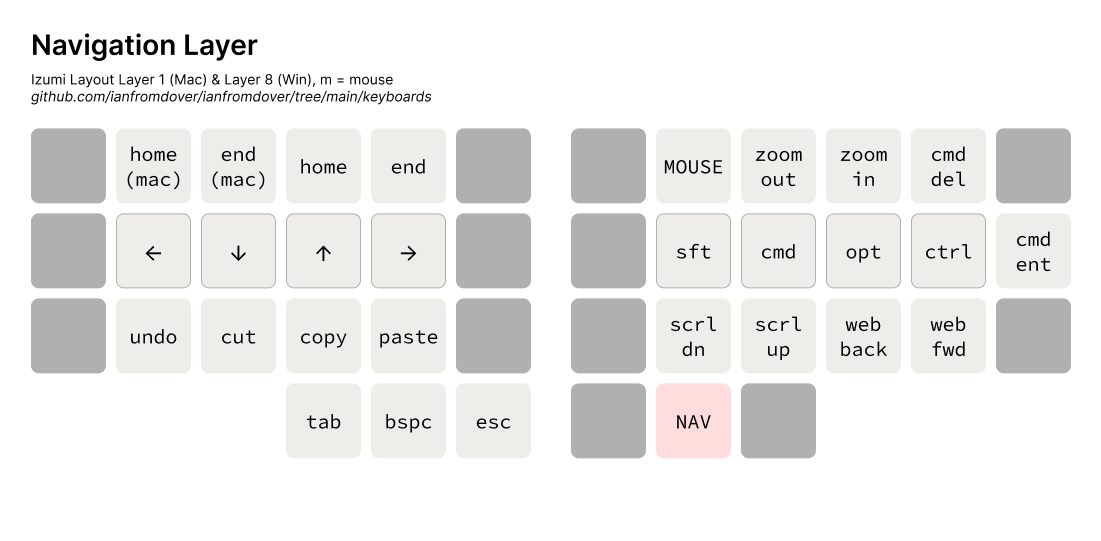 Navigation Layer
Izumi Layout Layer 1 (Mac) & Layer 8 (Win), m = mouse
github.com/ianfromdover/ianfromdover/tree/main/keyboards
home
(mac)
end
(mac)
home
end
MOUSE
zoom
out
zoom
in
cmd
del
←
↓
↑
→
sft
cmd
opt
ctrl
cmd
ent
undo
cut
copy
paste
scrl
dn
scrl
up
web
back
web
fwd
tab
bspc
esc
NAV